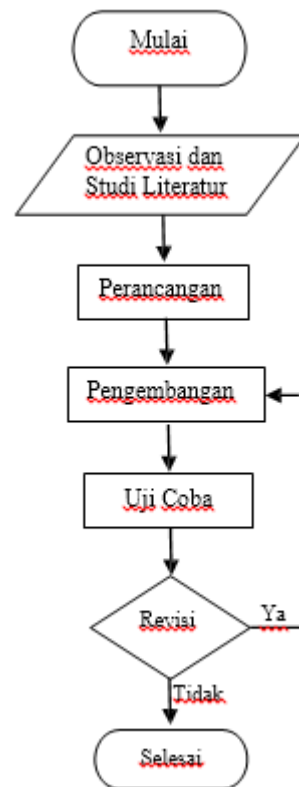 Mulai
Observasi dan
Studi Literatur
Perancangan
Pengembangan
Uji Coba
Revisi
Ya
Tidak
Selesai